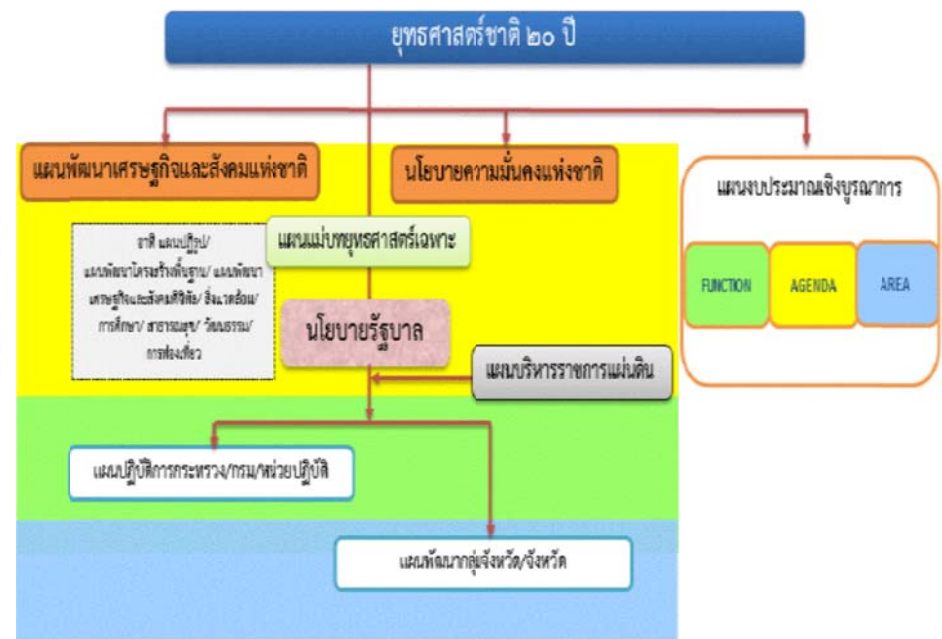 ยุทธศาสตร์ชาติ ๒๐ ปี
แผนพัฒนาเศรษฐกิจและสังคมแห่งชาติ
นโยบายความมั่นคงแห่งชาติ
แผนงบประมาณเชิงบูรณาการ
อาทิ แผนปฏิรูป/
แผนพัฒนาโครงสร้างพื้นฐาน/ แผนพัฒนา
เศรษฐกิจและสังคมดิจิทัล/ สิ่งแวดล้อม/
การศึกษา/ สาธารณสุข/ วัฒนธรรม/
การท่องเที่ยว
แผนแม่บทยุทธศาสตร์เฉพาะ
FUNCTION
AGENDA
AREA
นโยบายรัฐบาล
แผนบริหารราชการแผ่นดิน
แผนปฏิบัติการกระทรวง/กรม/หน่วยปฏิบัติ
แผนพัฒนากลุ่มจังหวัด/จังหวัด